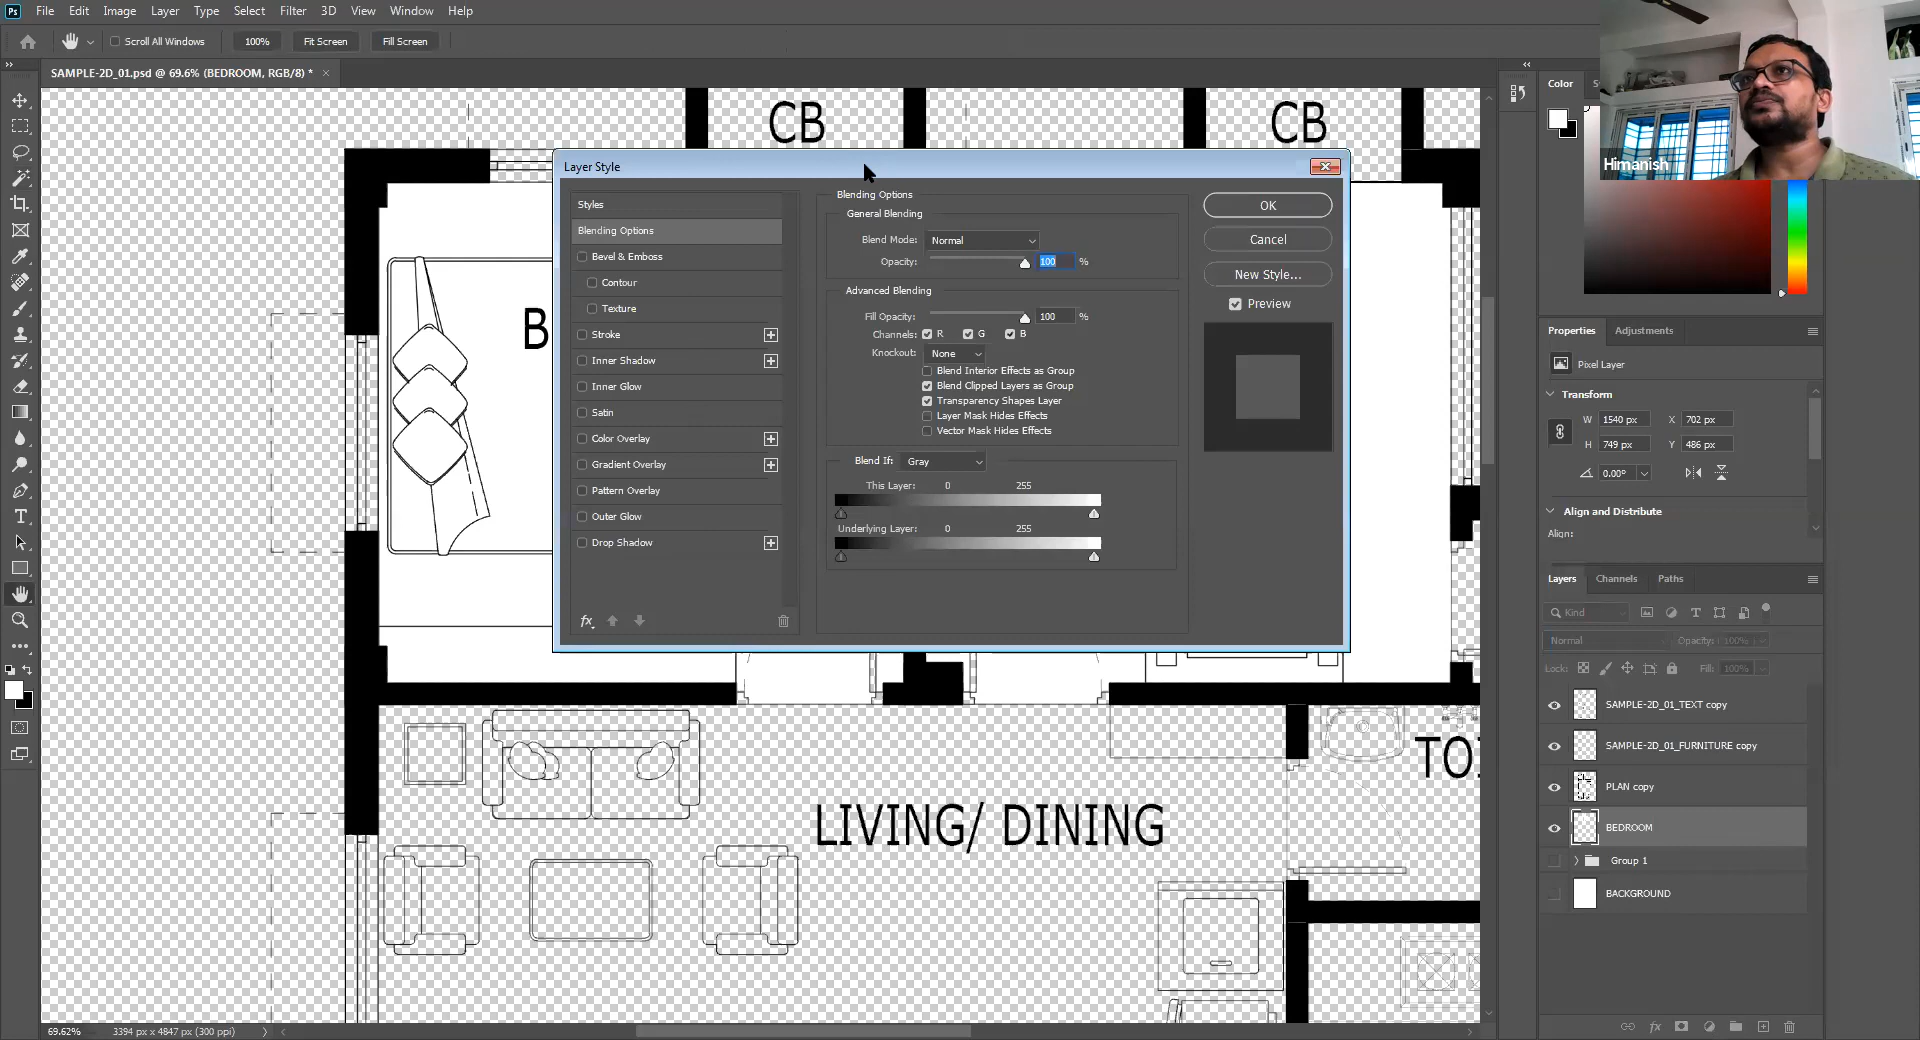 Ps File Edit Image Layer Type Select Filter 3D View Window Help
Scroll All Windows 100% Fit Screen Fill Screen
SAMPLE-2D_01.psd @ 69.6% (BEDROOM, RGB/8) * ×
CB
CB
B
LIVING/ DINING
Layer Style
Styles
Blending Options
Bevel & Emboss
Contour
Texture
Stroke
Inner Shadow
Inner Glow
Satin
Color Overlay
Gradient Overlay
Pattern Overlay
Outer Glow
Drop Shadow
fx
Blending Options
General Blending
Blend Mode: Normal
Opacity: 100 %
Advanced Blending
Fill Opacity: 100 %
Channels: R G B
Knockout: None
Blend Interior Effects as Group
Blend Clipped Layers as Group
Transparency Shapes Layer
Layer Mask Hides Effects
Vector Mask Hides Effects
Blend If: Gray
This Layer: 0 255
Underlying Layer: 0 255
OK
Cancel
New Style...
Preview
Himanish
Color
Properties Adjustments
Pixel Layer
Transform
W 1540 px X 702 px
H 749 px Y 486 px
0.00°
Align and Distribute
Align:
Layers Channels Paths
Kind
Normal Opacity: 100%
Lock: Fill: 100%
SAMPLE-2D_01_TEXT copy
SAMPLE-2D_01_FURNITURE copy
PLAN copy
BEDROOM
Group 1
BACKGROUND
fx
69.62% 3394 px x 4847 px (300 ppi)